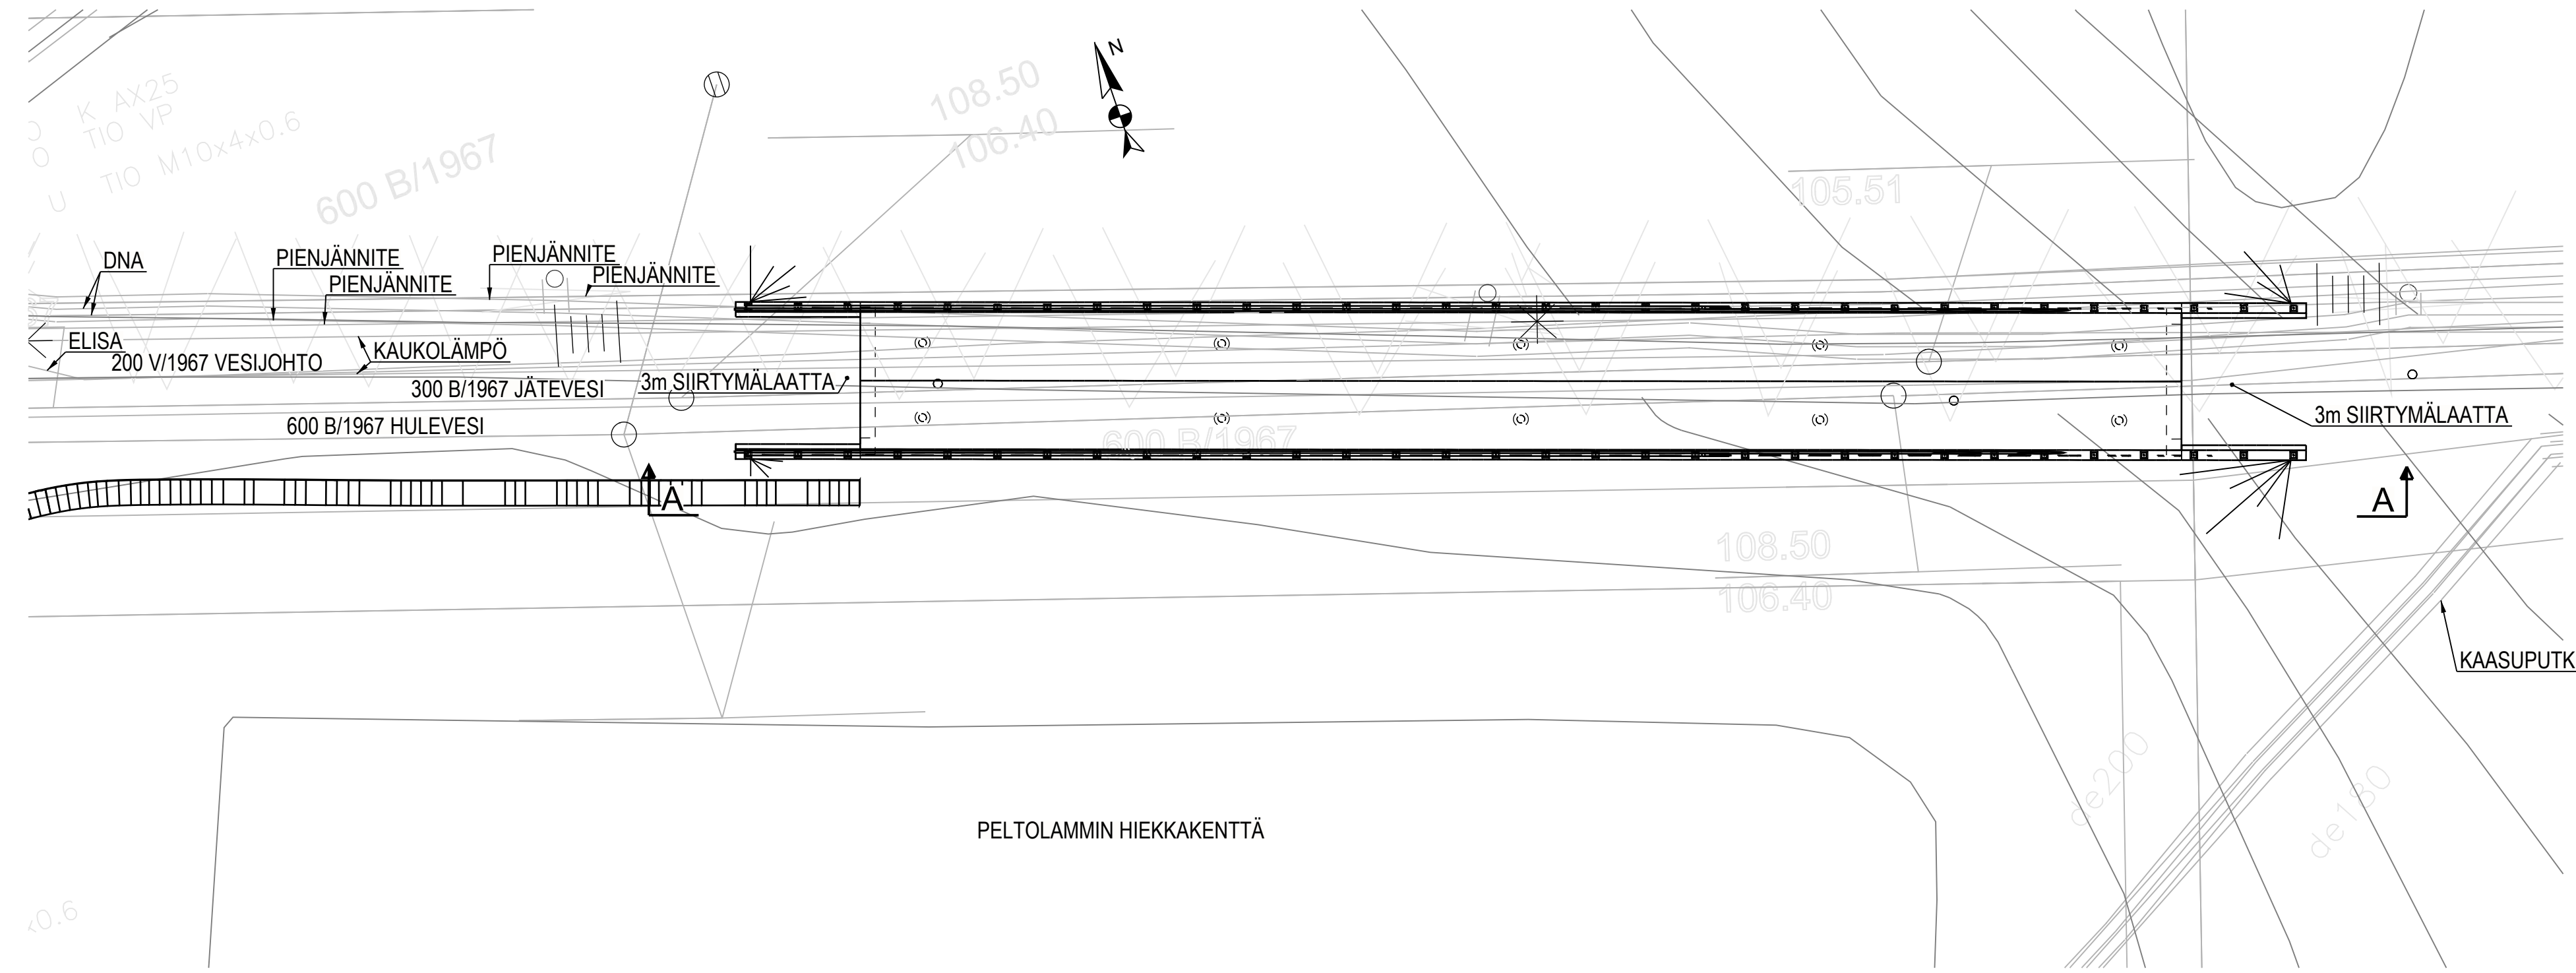 N
K AX25
TIO VP
U TIO M10x4x0.6
600 B/1967
108.50
106.40
105.51
DNA
PIENJÄNNITE
PIENJÄNNITE
PIENJÄNNITE
PIENJÄNNITE
ELISA
200 V/1967 VESIJOHTO
KAUKOLÄMPÖ
300 B/1967 JÄTEVESI
3m SIIRTYMÄLAATTA
600 B/1967 HULEVESI
600 B/1967
3m SIIRTYMÄLAATTA
A
A
108.50
106.40
KAASUPUTK
de200
de180
PELTOLAMMIN HIEKKAKENTTÄ
x0.6